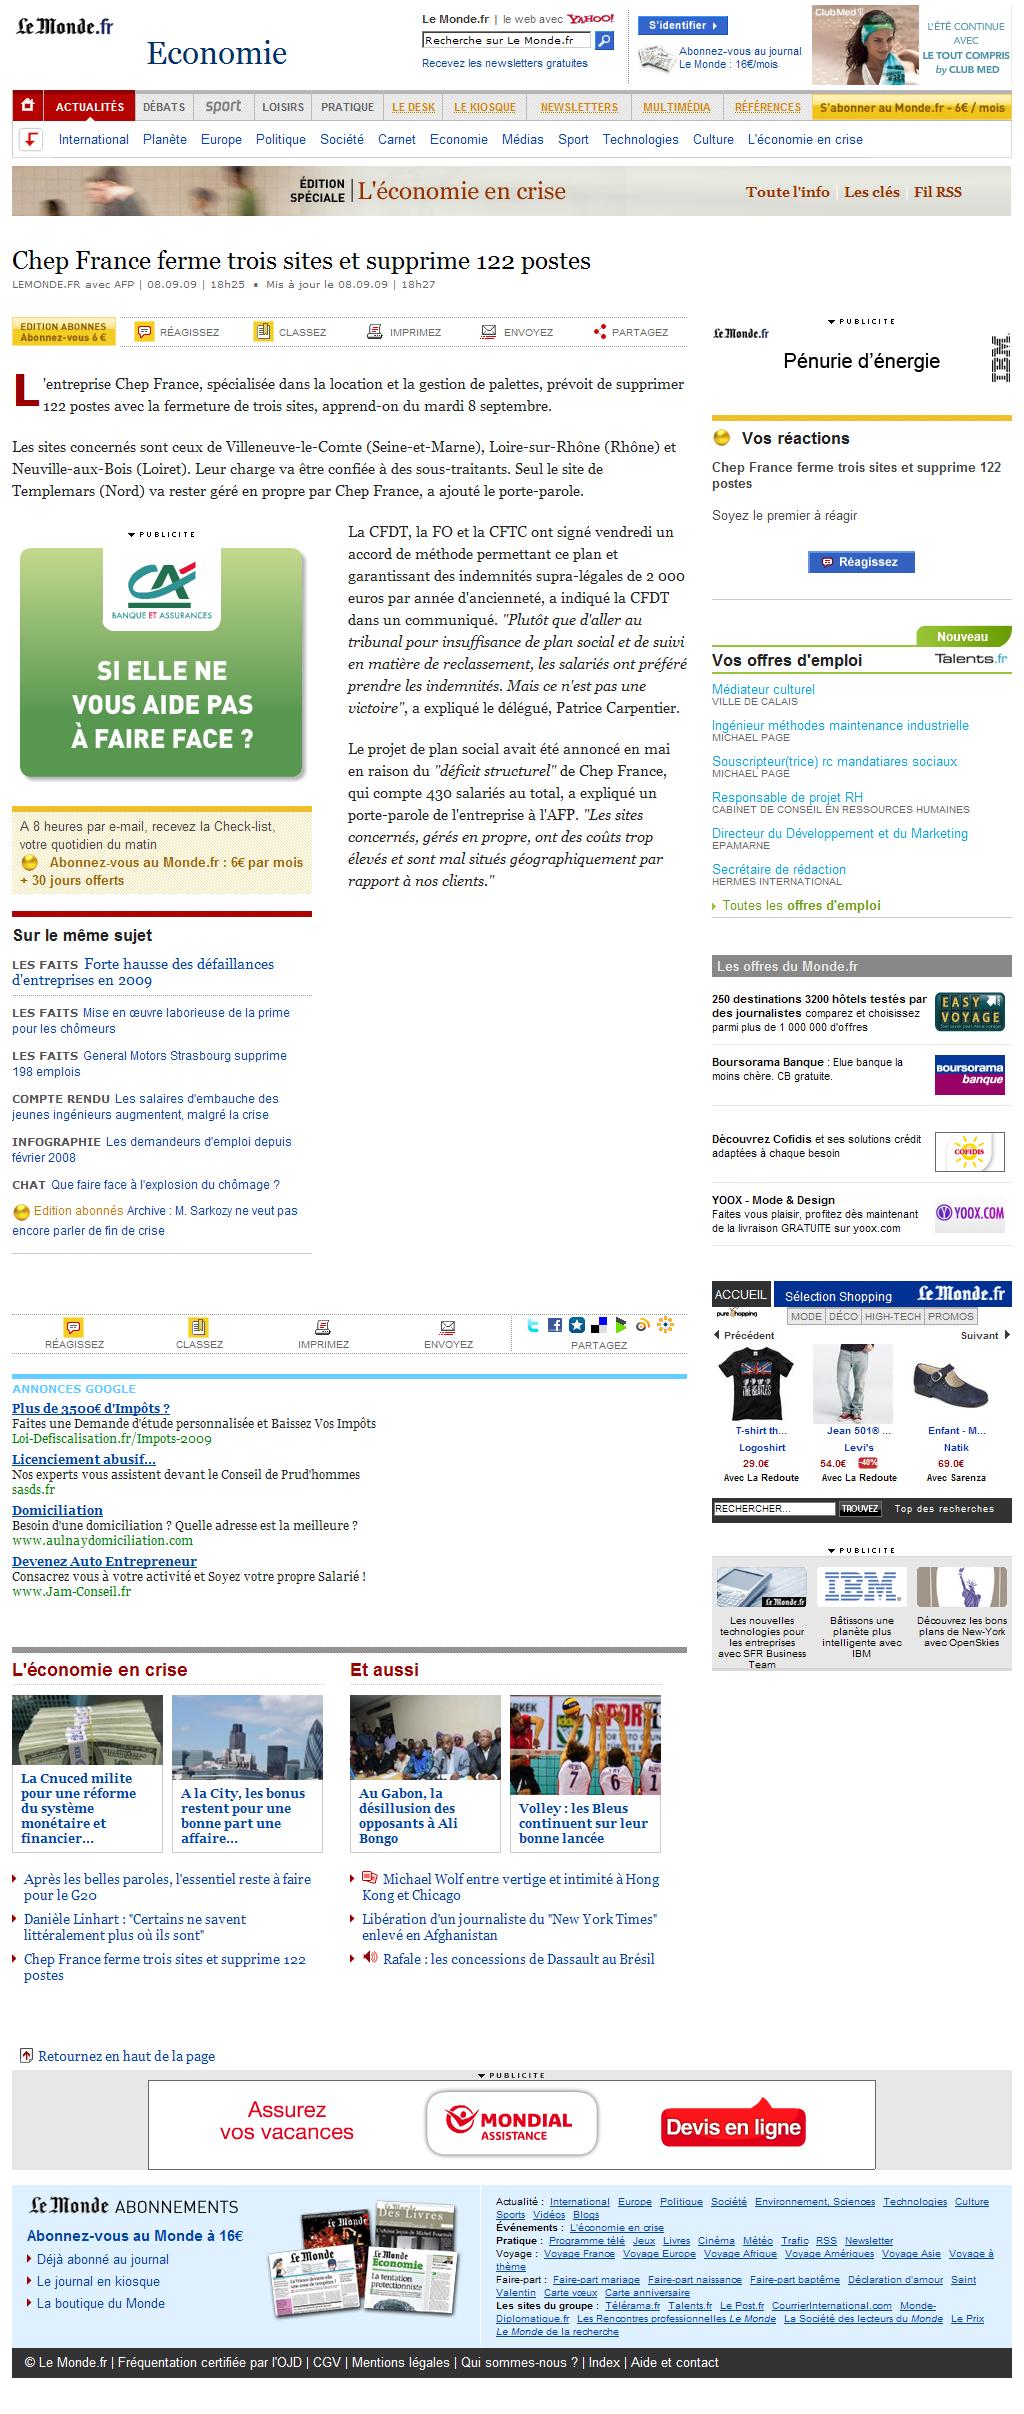 Le Monde.fr
Economie
Le Monde.fr | le web avec YAHOO!
Recherche sur Le Monde.fr
Recevez les newsletters gratuites
S'identifier
Abonnez-vous au journal
Le Monde : 16€/mois
Club Med
L'ÉTÉ CONTINUE
AVEC
LE TOUT COMPRIS
by CLUB MED
ACTUALITÉS DÉBATS sport LOISIRS PRATIQUE LE DESK LE KIOSQUE NEWSLETTERS MULTIMÉDIA RÉFÉRENCES S'abonner au Monde.fr - 6€ / mois
International Planète Europe Politique Société Carnet Economie Médias Sport Technologies Culture L'économie en crise
ÉDITION
SPÉCIALE
L'économie en crise
Toute l'info | Les clés | Fil RSS
Chep France ferme trois sites et supprime 122 postes
LEMONDE.FR avec AFP | 08.09.09 | 18h25 • Mis à jour le 08.09.09 | 18h27
EDITION ABONNES
Abonnez-vous 6 €
RÉAGISSEZ CLASSEZ IMPRIMEZ ENVOYEZ PARTAGEZ
L'entreprise Chep France, spécialisée dans la location et la gestion de palettes, prévoit de supprimer
122 postes avec la fermeture de trois sites, apprend-on du mardi 8 septembre.
Les sites concernés sont ceux de Villeneuve-le-Comte (Seine-et-Marne), Loire-sur-Rhône (Rhône) et
Neuville-aux-Bois (Loiret). Leur charge va être confiée à des sous-traitants. Seul le site de
Templemars (Nord) va rester géré en propre par Chep France, a ajouté le porte-parole.
La CFDT, la FO et la CFTC ont signé vendredi un
accord de méthode permettant ce plan et
garantissant des indemnités supra-légales de 2 000
euros par année d'ancienneté, a indiqué la CFDT
dans un communiqué. "Plutôt que d'aller au
tribunal pour insuffisance de plan social et de suivi
en matière de reclassement, les salariés ont préféré
prendre les indemnités. Mais ce n'est pas une
victoire", a expliqué le délégué, Patrice Carpentier.
Le projet de plan social avait été annoncé en mai
en raison du "déficit structurel" de Chep France,
qui compte 430 salariés au total, a expliqué un
porte-parole de l'entreprise à l'AFP. "Les sites
concernés, gérés en propre, ont des coûts trop
élevés et sont mal situés géographiquement par
rapport à nos clients."
PUBLICITE
CA
BANQUE ET ASSURANCES
SI ELLE NE
VOUS AIDE PAS
À FAIRE FACE ?
A 8 heures par e-mail, recevez la Check-list,
votre quotidien du matin
Abonnez-vous au Monde.fr : 6€ par mois
+ 30 jours offerts
Sur le même sujet
LES FAITS Forte hausse des défaillances
d'entreprises en 2009
LES FAITS Mise en œuvre laborieuse de la prime
pour les chômeurs
LES FAITS General Motors Strasbourg supprime
198 emplois
COMPTE RENDU Les salaires d'embauche des
jeunes ingénieurs augmentent, malgré la crise
INFOGRAPHIE Les demandeurs d'emploi depuis
février 2008
CHAT Que faire face à l'explosion du chômage ?
Edition abonnés Archive : M. Sarkozy ne veut pas
encore parler de fin de crise
PUBLICITE
Le Monde.fr
Pénurie d'énergie
IBM
Vos réactions
Chep France ferme trois sites et supprime 122
postes
Soyez le premier à réagir
Réagissez
Nouveau
Vos offres d'emploi
Talents.fr
Médiateur culturel
VILLE DE CALAIS
Ingénieur méthodes maintenance industrielle
MICHAEL PAGE
Souscripteur(trice) rc mandatiares sociaux
MICHAEL PAGE
Responsable de projet RH
CABINET DE CONSEIL EN RESSOURCES HUMAINES
Directeur du Développement et du Marketing
EPAMARNE
Secrétaire de rédaction
HERMES INTERNATIONAL
Toutes les offres d'emploi
Les offres du Monde.fr
250 destinations 3200 hôtels testés par
des journalistes comparez et choisissez
parmi plus de 1 000 000 d'offres
EASY
VOYAGE
Boursorama Banque : Elue banque la
moins chère. CB gratuite.
BOURSORAMA
banque
Découvrez Cofidis et ses solutions crédit
adaptées à chaque besoin
COFIDIS
YOOX - Mode & Design
Faites vous plaisir, profitez dès maintenant
de la livraison GRATUITE sur yoox.com
YOOX.COM
ACCUEIL Sélection Shopping Le Monde.fr
pureshopping
MODE DÉCO HIGH-TECH PROMOS
Précédent Suivant
THE BEATLES
T-shirt th... Jean 501® ... Enfant - M...
Logoshirt Levi's Natik
29.0€ 54.0€ -40% 69.0€
Avec La Redoute Avec La Redoute Avec Sarenza
RECHERCHER... TROUVEZ Top des recherches
PUBLICITE
Le Monde.fr
IBM
Les nouvelles
technologies pour
les entreprises
avec SFR Business
Team
Bâtissons une
planète plus
intelligente avec
IBM
Découvrez les bons
plans de New-York
avec OpenSkies
RÉAGISSEZ CLASSEZ IMPRIMEZ ENVOYEZ PARTAGEZ
ANNONCES GOOGLE
Plus de 3500€ d'Impôts ?
Faites une Demande d'étude personnalisée et Baissez Vos Impôts
Loi-Defiscalisation.fr/Impots-2009
Licenciement abusif...
Nos experts vous assistent devant le Conseil de Prud'hommes
sasds.fr
Domiciliation
Besoin d'une domiciliation ? Quelle adresse est la meilleure ?
www.aulnaydomiciliation.com
Devenez Auto Entrepreneur
Consacrez vous à votre activité et Soyez votre propre Salarié !
www.Jam-Conseil.fr
L'économie en crise
La Cnuced milite
pour une réforme
du système
monétaire et
financier...
A la City, les bonus
restent pour une
bonne part une
affaire...
Après les belles paroles, l'essentiel reste à faire
pour le G20
Danièle Linhart : "Certains ne savent
littéralement plus où ils sont"
Chep France ferme trois sites et supprime 122
postes
Et aussi
Au Gabon, la
désillusion des
opposants à Ali
Bongo
7 6 1
Volley : les Bleus
continuent sur leur
bonne lancée
Michael Wolf entre vertige et intimité à Hong
Kong et Chicago
Libération d'un journaliste du "New York Times"
enlevé en Afghanistan
Rafale : les concessions de Dassault au Brésil
Retournez en haut de la page
PUBLICITE
Assurez
vos vacances
MONDIAL
ASSISTANCE
Devis en ligne
Le Monde ABONNEMENTS
Abonnez-vous au Monde à 16€
Déjà abonné au journal
Le journal en kiosque
La boutique du Monde
Actualité : International Europe Politique Société Environnement, Sciences Technologies Culture
Sports Vidéos Blogs
Événements : L'économie en crise
Pratique : Programme télé Jeux Livres Cinéma Météo Trafic RSS Newsletter
Voyage : Voyage France Voyage Europe Voyage Afrique Voyage Amériques Voyage Asie Voyage à
thème
Faire-part : Faire-part mariage Faire-part naissance Faire-part baptême Déclaration d'amour Saint
Valentin Carte vœux Carte anniversaire
Les sites du groupe : Télérama.fr Talents.fr Le Post.fr CourrierInternational.com Monde-
Diplomatique.fr Les Rencontres professionnelles Le Monde La Société des lecteurs du Monde Le Prix
Le Monde de la recherche
© Le Monde.fr | Fréquentation certifiée par l'OJD | CGV | Mentions légales | Qui sommes-nous ? | Index | Aide et contact